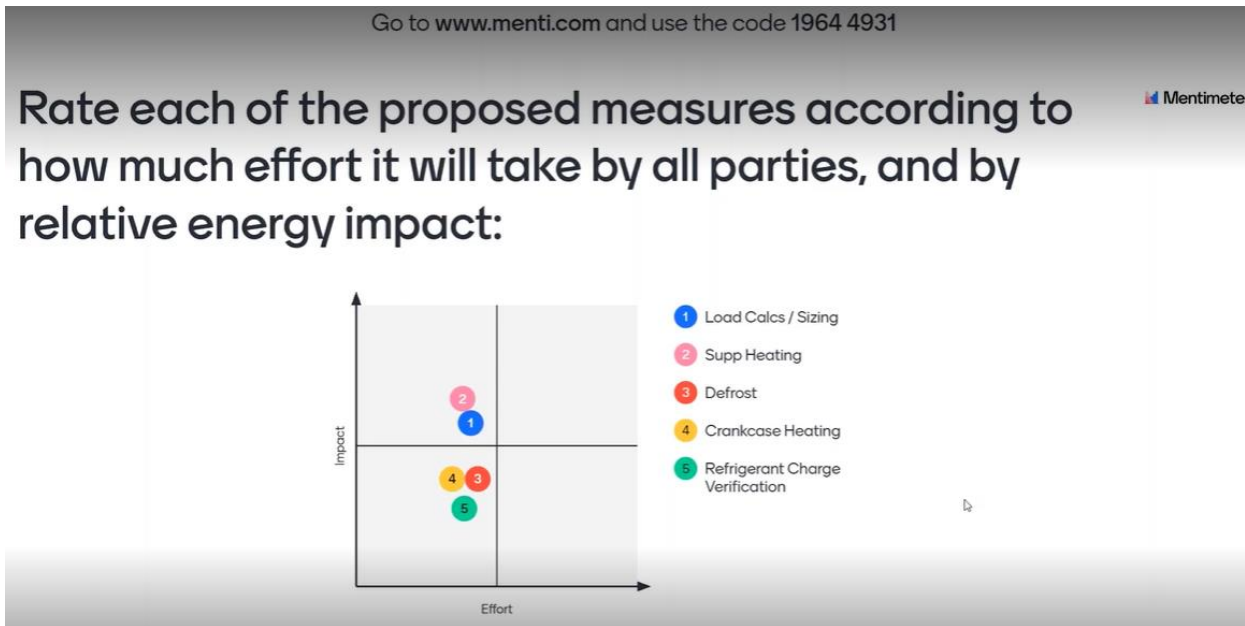 Go to www.menti.com and use the code 1964 4931
Mentimete
Rate each of the proposed measures according to
how much effort it will take by all parties, and by
relative energy impact:
Impact
2
1
4
3
5
Effort
1 Load Calcs / Sizing
2 Supp Heating
3 Defrost
4 Crankcase Heating
5 Refrigerant Charge
Verification